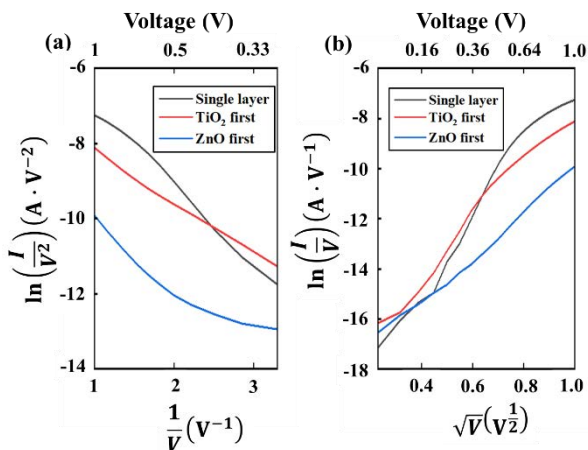 Voltage (V)
(a)
1 0.5 0.33
-6
-8
-10
-12
-14
ln(I/V²)(A · V⁻²)
Single layer
TiO₂ first
ZnO first
1 2 3
1/V (V⁻¹)
Voltage (V)
(b)
0.16 0.36 0.64 1.0
-6
-8
-10
-12
-14
-16
-18
ln(I/V)(A · V⁻¹)
Single layer
TiO₂ first
ZnO first
0.4 0.6 0.8 1.0
√V(V^1/2)